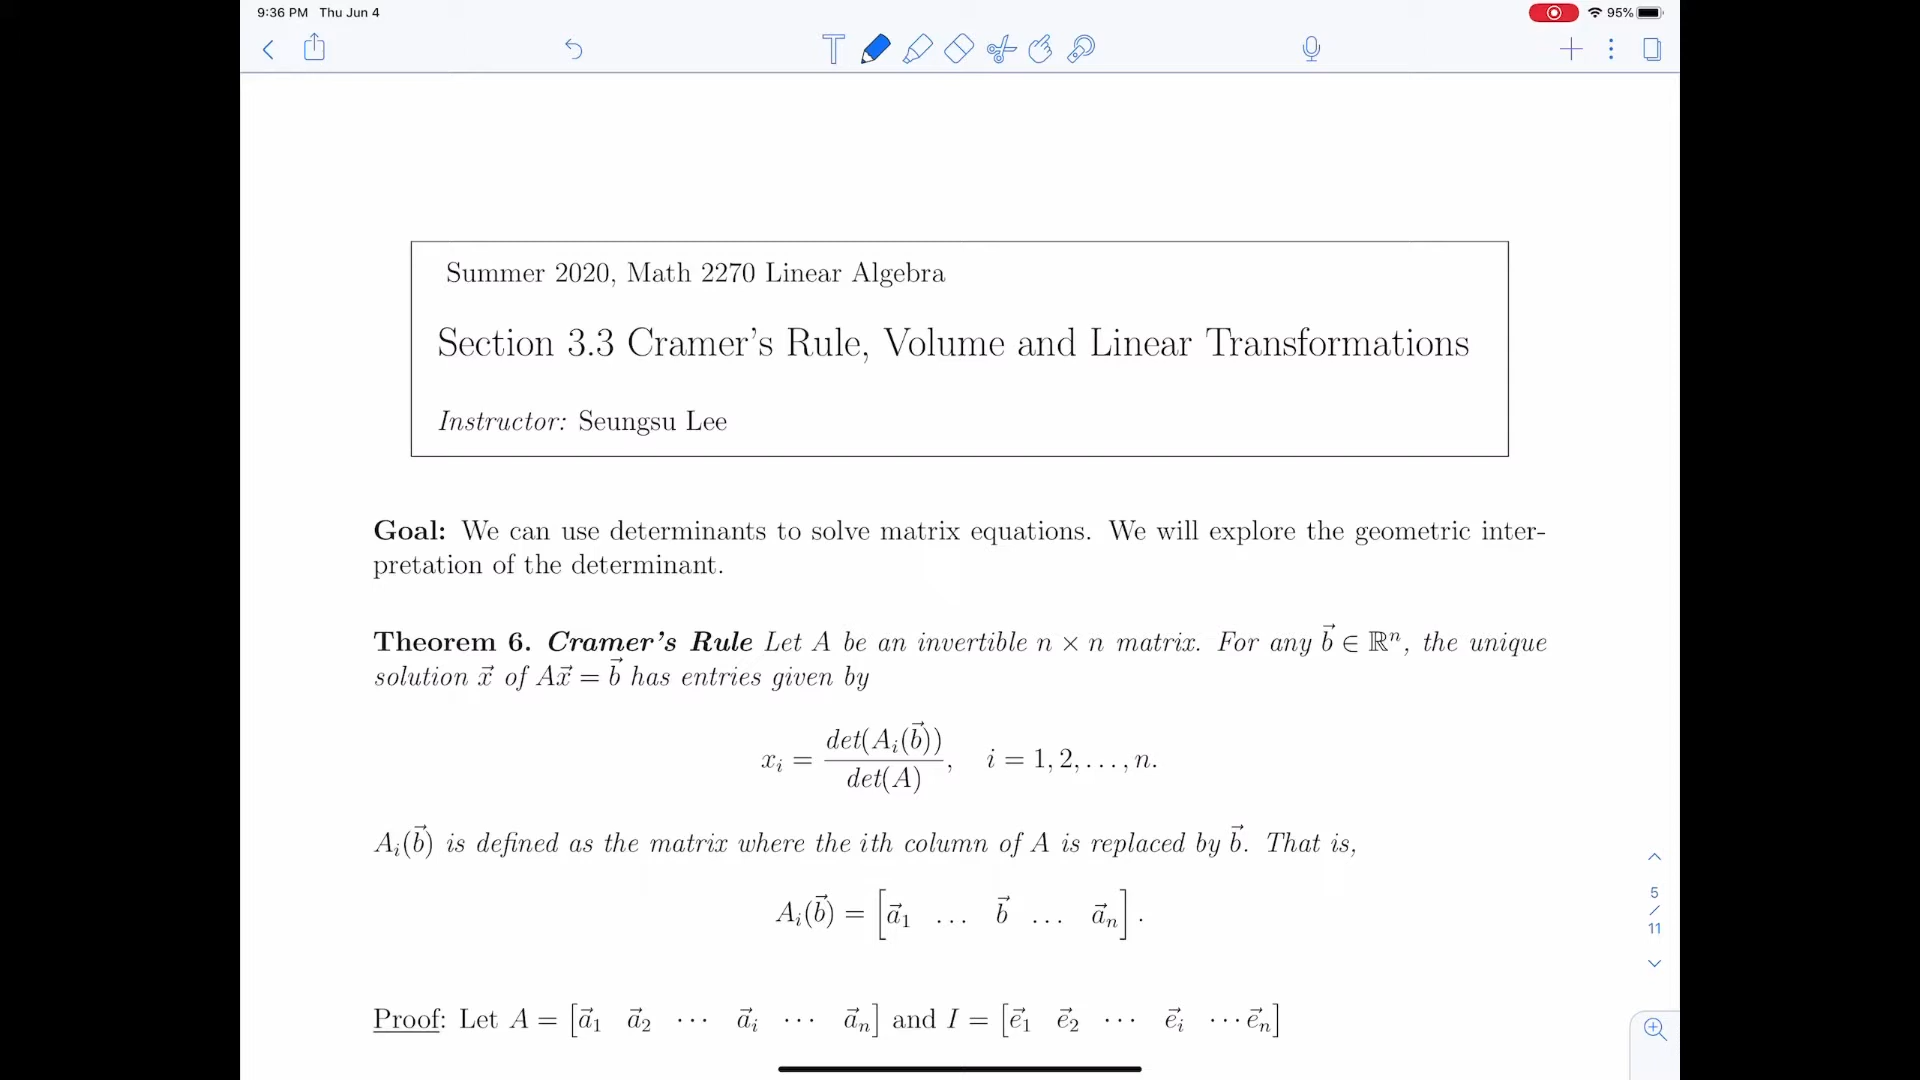 9:36 PM Thu Jun 4
95%
Summer 2020, Math 2270 Linear Algebra
Section 3.3 Cramer's Rule, Volume and Linear Transformations
Instructor: Seungsu Lee
Goal: We can use determinants to solve matrix equations. We will explore the geometric inter-
pretation of the determinant.
Theorem 6. Cramer's Rule Let A be an invertible n × n matrix. For any b⃗ ∈ ℝⁿ, the unique
solution x⃗ of Ax⃗ = b⃗ has entries given by
xᵢ = det(Aᵢ(b⃗)) / det(A), i = 1, 2, . . . , n.
Aᵢ(b⃗) is defined as the matrix where the ith column of A is replaced by b⃗. That is,
Aᵢ(b⃗) = [a⃗₁ ... b⃗ ... a⃗ₙ].
5
/
11
Proof: Let A = [a⃗₁ a⃗₂ ⋯ a⃗ᵢ ⋯ a⃗ₙ] and I = [e⃗₁ e⃗₂ ⋯ e⃗ᵢ ⋯ e⃗ₙ]